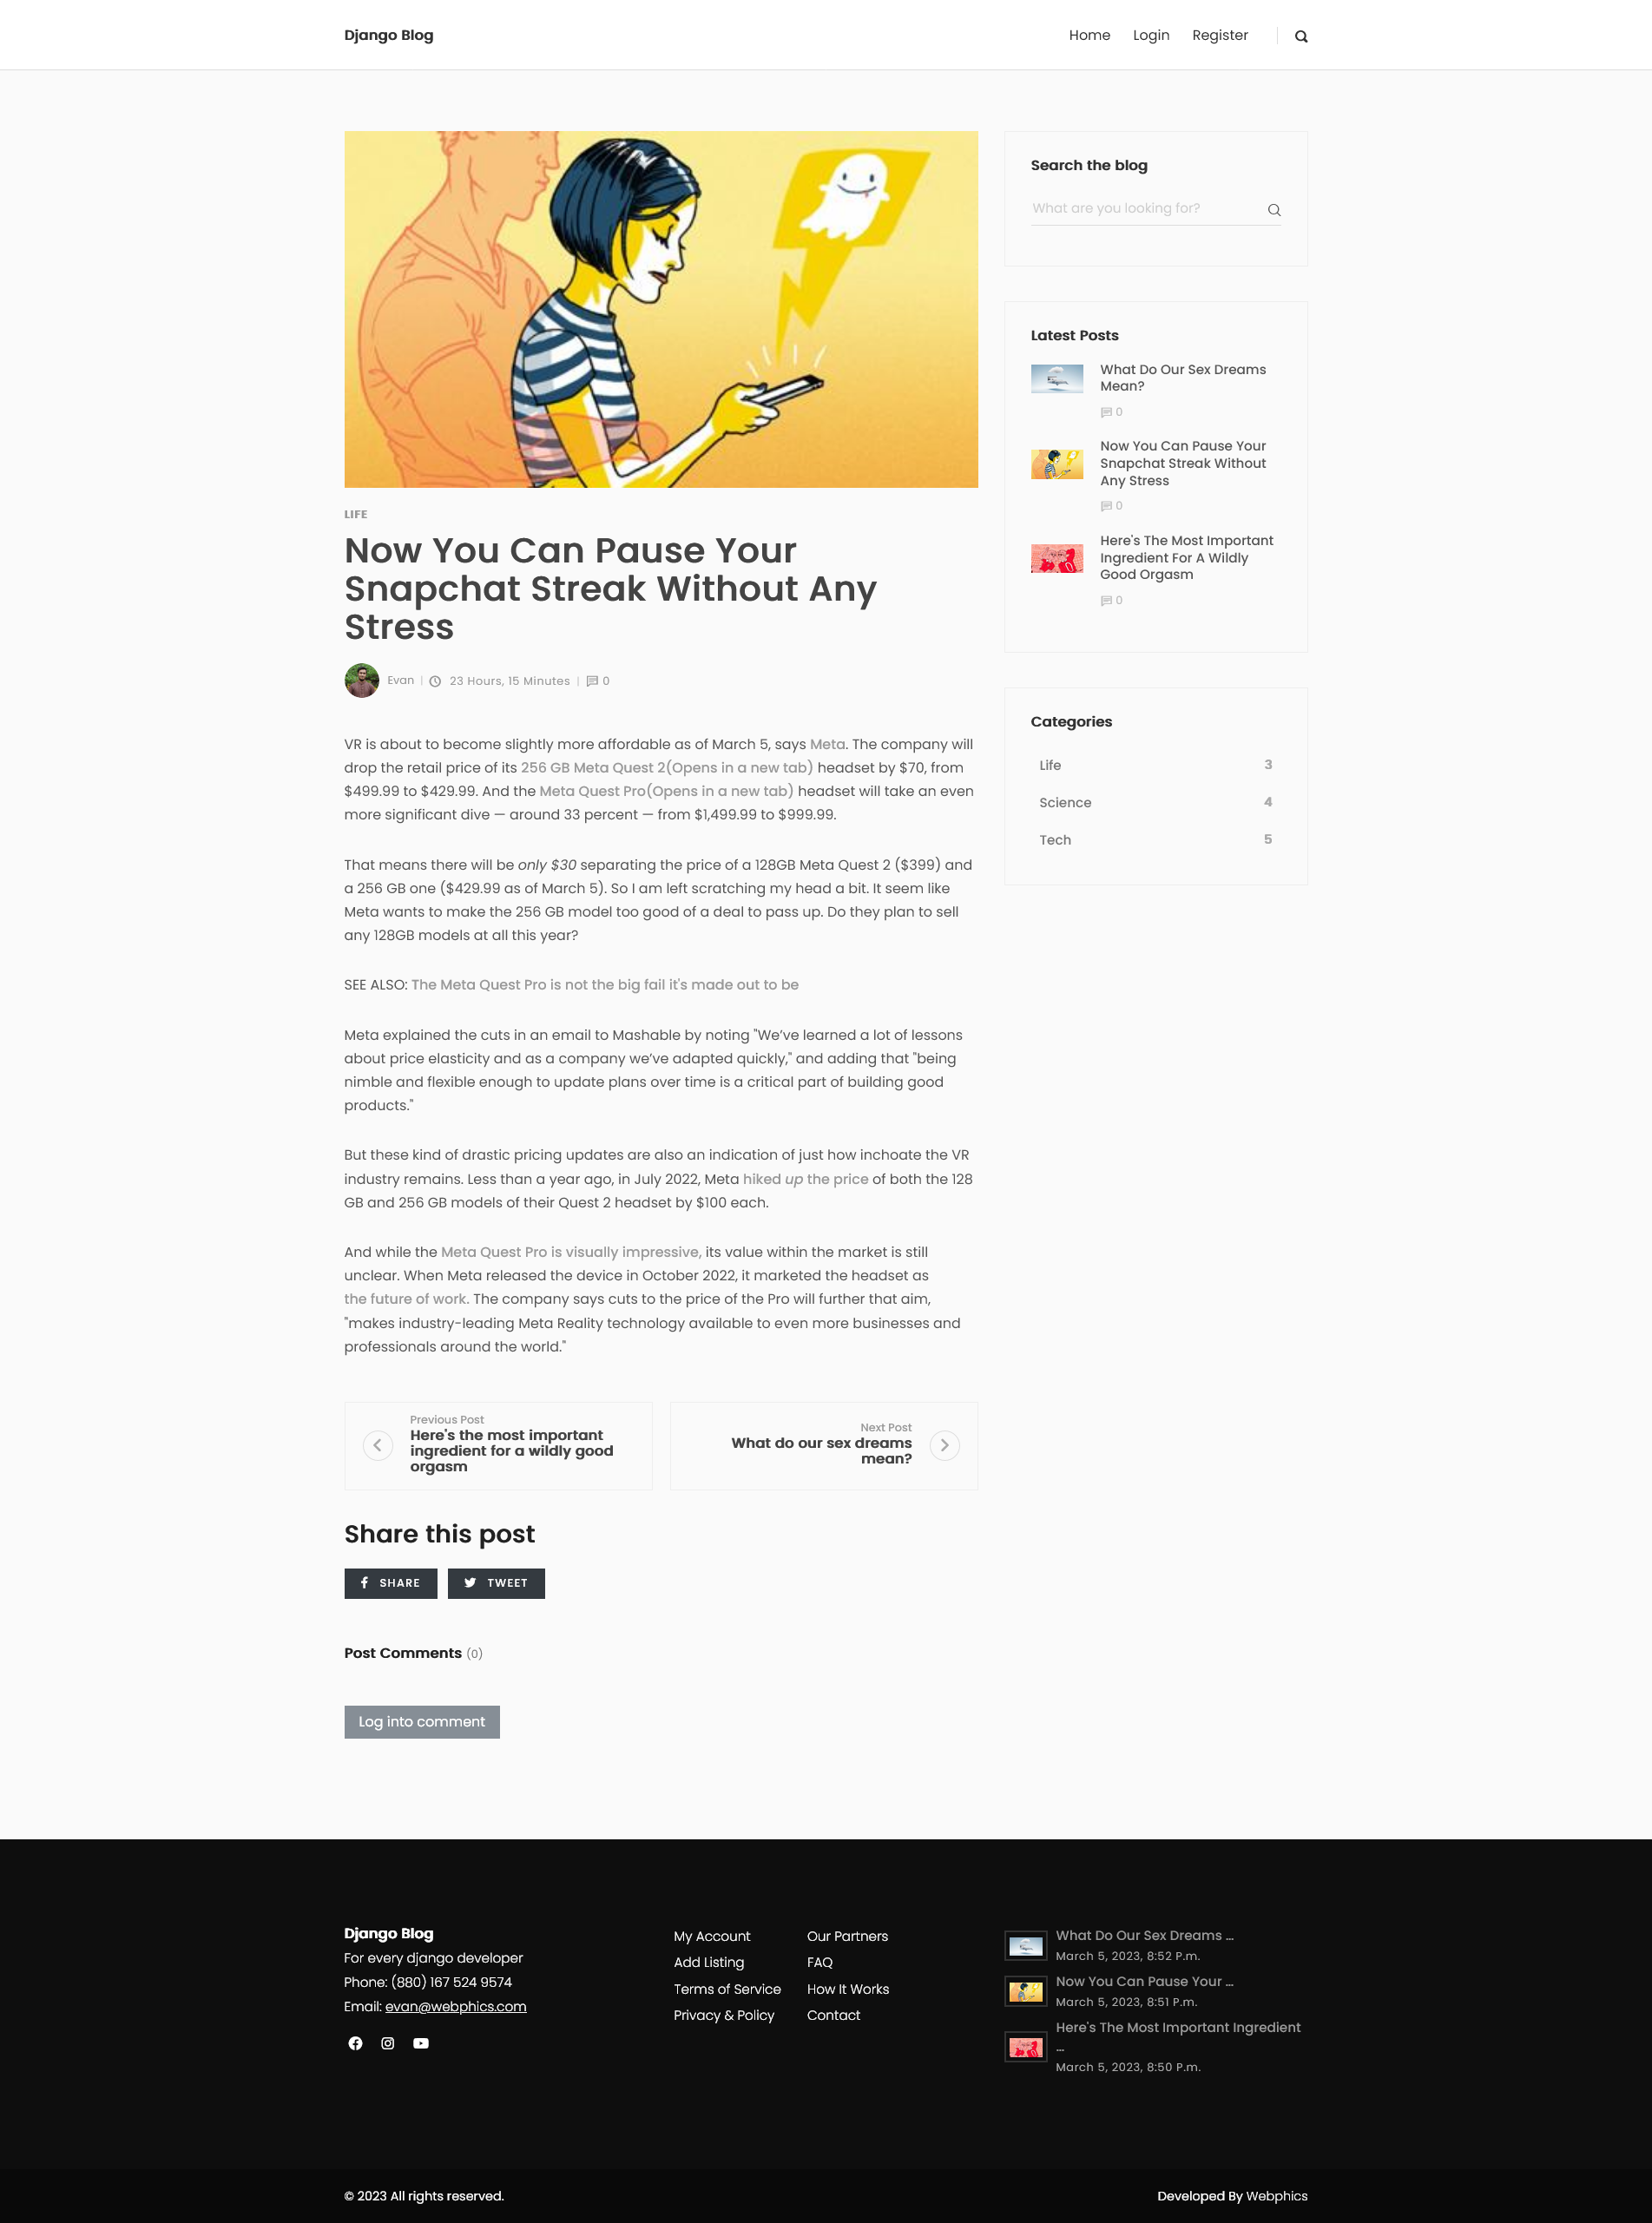 Django Blog
Home Login Register
LIFE
Now You Can Pause Your
Snapchat Streak Without Any
Stress
Evan | 23 Hours, 15 Minutes | 0
VR is about to become slightly more affordable as of March 5, says Meta. The company will
drop the retail price of its 256 GB Meta Quest 2(Opens in a new tab) headset by $70, from
$499.99 to $429.99. And the Meta Quest Pro(Opens in a new tab) headset will take an even
more significant dive — around 33 percent — from $1,499.99 to $999.99.
That means there will be only $30 separating the price of a 128GB Meta Quest 2 ($399) and
a 256 GB one ($429.99 as of March 5). So I am left scratching my head a bit. It seem like
Meta wants to make the 256 GB model too good of a deal to pass up. Do they plan to sell
any 128GB models at all this year?
SEE ALSO: The Meta Quest Pro is not the big fail it's made out to be
Meta explained the cuts in an email to Mashable by noting "We’ve learned a lot of lessons
about price elasticity and as a company we’ve adapted quickly," and adding that "being
nimble and flexible enough to update plans over time is a critical part of building good
products."
But these kind of drastic pricing updates are also an indication of just how inchoate the VR
industry remains. Less than a year ago, in July 2022, Meta hiked up the price of both the 128
GB and 256 GB models of their Quest 2 headset by $100 each.
And while the Meta Quest Pro is visually impressive, its value within the market is still
unclear. When Meta released the device in October 2022, it marketed the headset as
the future of work. The company says cuts to the price of the Pro will further that aim,
"makes industry-leading Meta Reality technology available to even more businesses and
professionals around the world."
Previous Post
Here's the most important
ingredient for a wildly good
orgasm
Next Post
What do our sex dreams
mean?
Share this post
SHARE
TWEET
Post Comments (0)
Log into comment
Search the blog
What are you looking for?
Latest Posts
What Do Our Sex Dreams
Mean?
0
Now You Can Pause Your
Snapchat Streak Without
Any Stress
0
Here's The Most Important
Ingredient For A Wildly
Good Orgasm
0
Categories
Life 3
Science 4
Tech 5
Django Blog
For every django developer
Phone: (880) 167 524 9574
Email: evan@webphics.com
My Account
Add Listing
Terms of Service
Privacy & Policy
Our Partners
FAQ
How It Works
Contact
What Do Our Sex Dreams ...
March 5, 2023, 8:52 P.m.
Now You Can Pause Your ...
March 5, 2023, 8:51 P.m.
Here's The Most Important Ingredient
...
March 5, 2023, 8:50 P.m.
© 2023 All rights reserved.
Developed By Webphics